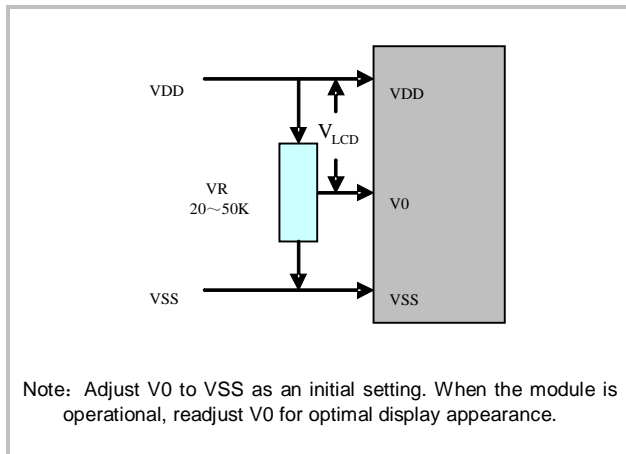 VDD
VDD
V LCD
VR
20～50K
V0
VSS
VSS
Note：Adjust V0 to VSS as an initial setting. When the module is
operational, readjust V0 for optimal display appearance.